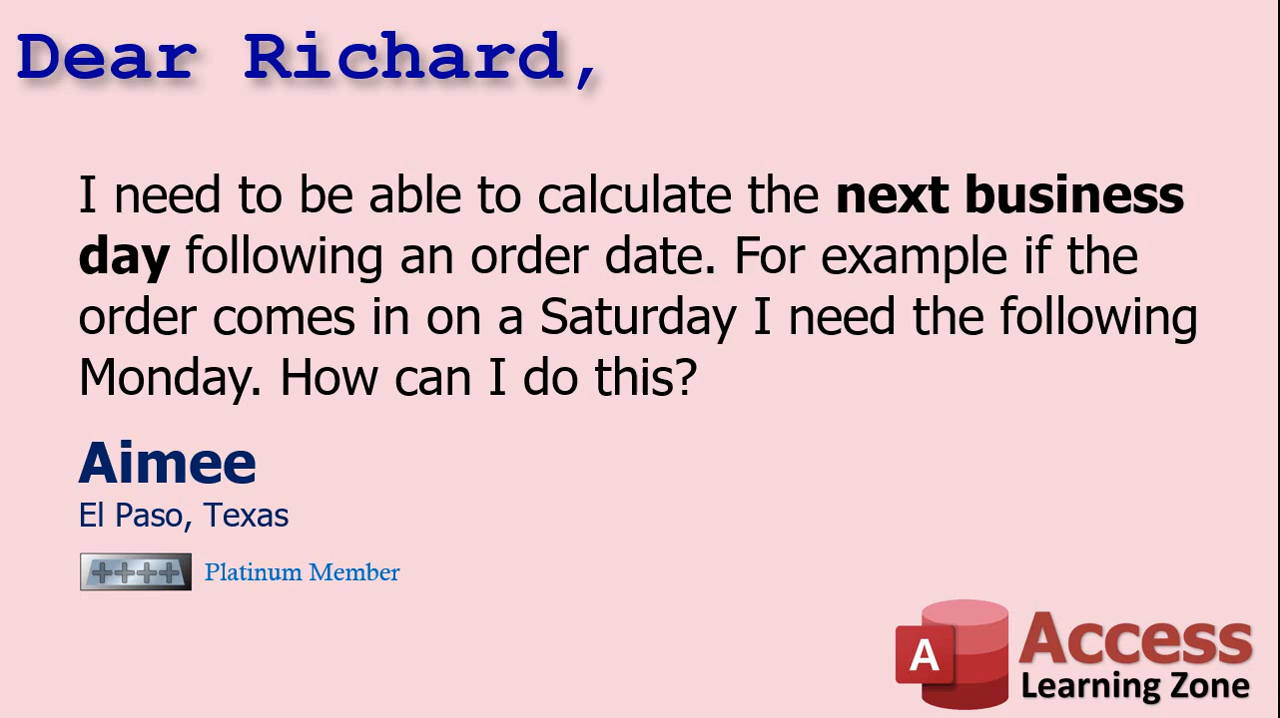 Dear Richard,
I need to be able to calculate the next business
day following an order date. For example if the
order comes in on a Saturday I need the following
Monday. How can I do this?
Aimee
El Paso, Texas
++++ Platinum Member
A Access
Learning Zone